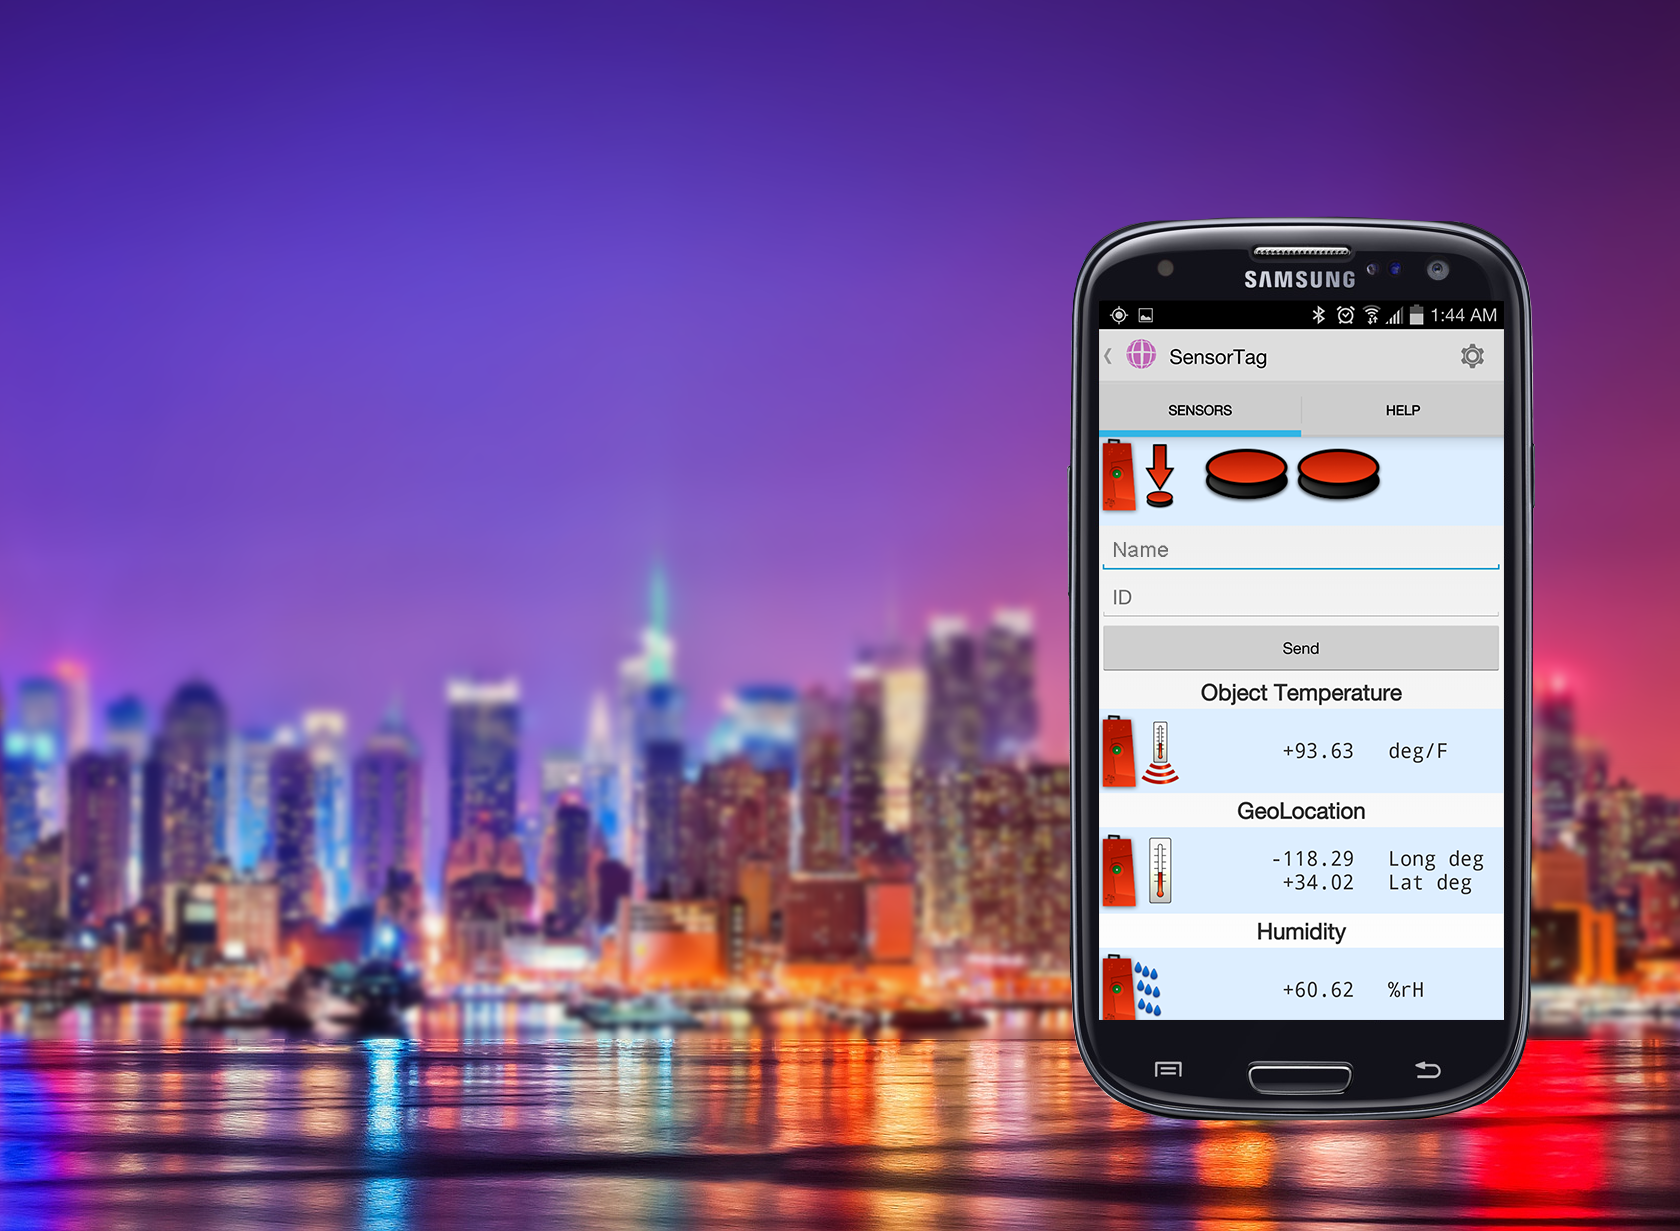 SAMSUNG
1:44 AM
SensorTag
SENSORS HELP
Name
ID
Send
Object Temperature
+93.63 deg/F
GeoLocation
-118.29 Long deg
+34.02 Lat deg
Humidity
+60.62 %rH